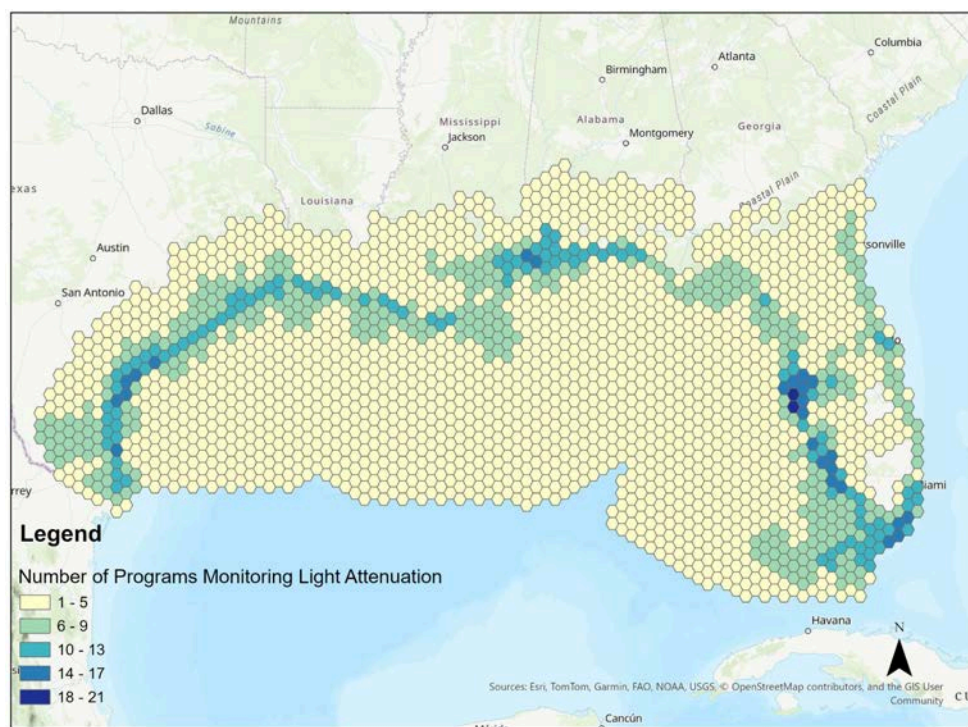 Mountains
Columbia
Atlanta
Birmingham
Dallas
Coastal Plain
Mississippi
Alabama
Georgia
Sabine
Jackson
Montgomery
exas
Louisiana
Coastal Plain
Austin
sonville
San Antonio
rrey
iami
Legend
Number of Programs Monitoring Light Attenuation
1 - 5
6 - 9
10 - 13
14 - 17
18 - 21
Havana
N
Sources: Esri, TomTom, Garmin, FAO, NOAA, USGS, © OpenStreetMap contributors, and the GIS User
Community
Cancún